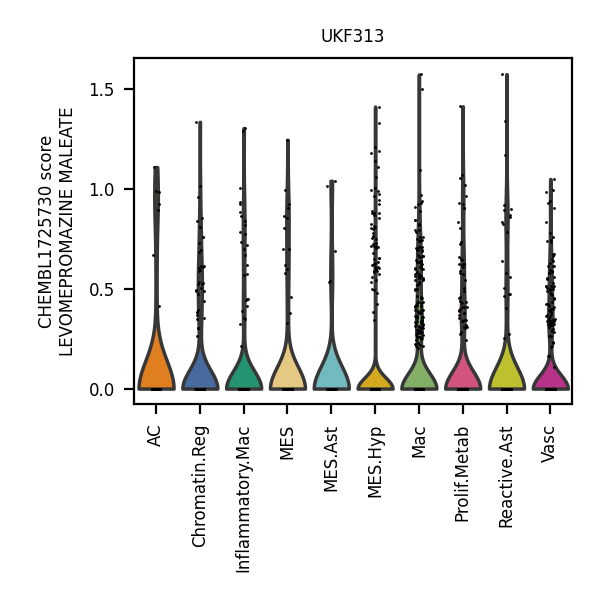 UKF313
CHEMBL1725730 score
LEVOMEPROMAZINE MALEATE
1.5
1.0
0.5
0.0
AC
Chromatin.Reg
Inflammatory.Mac
MES
MES.Ast
MES.Hyp
Mac
Prolif.Metab
Reactive.Ast
Vasc